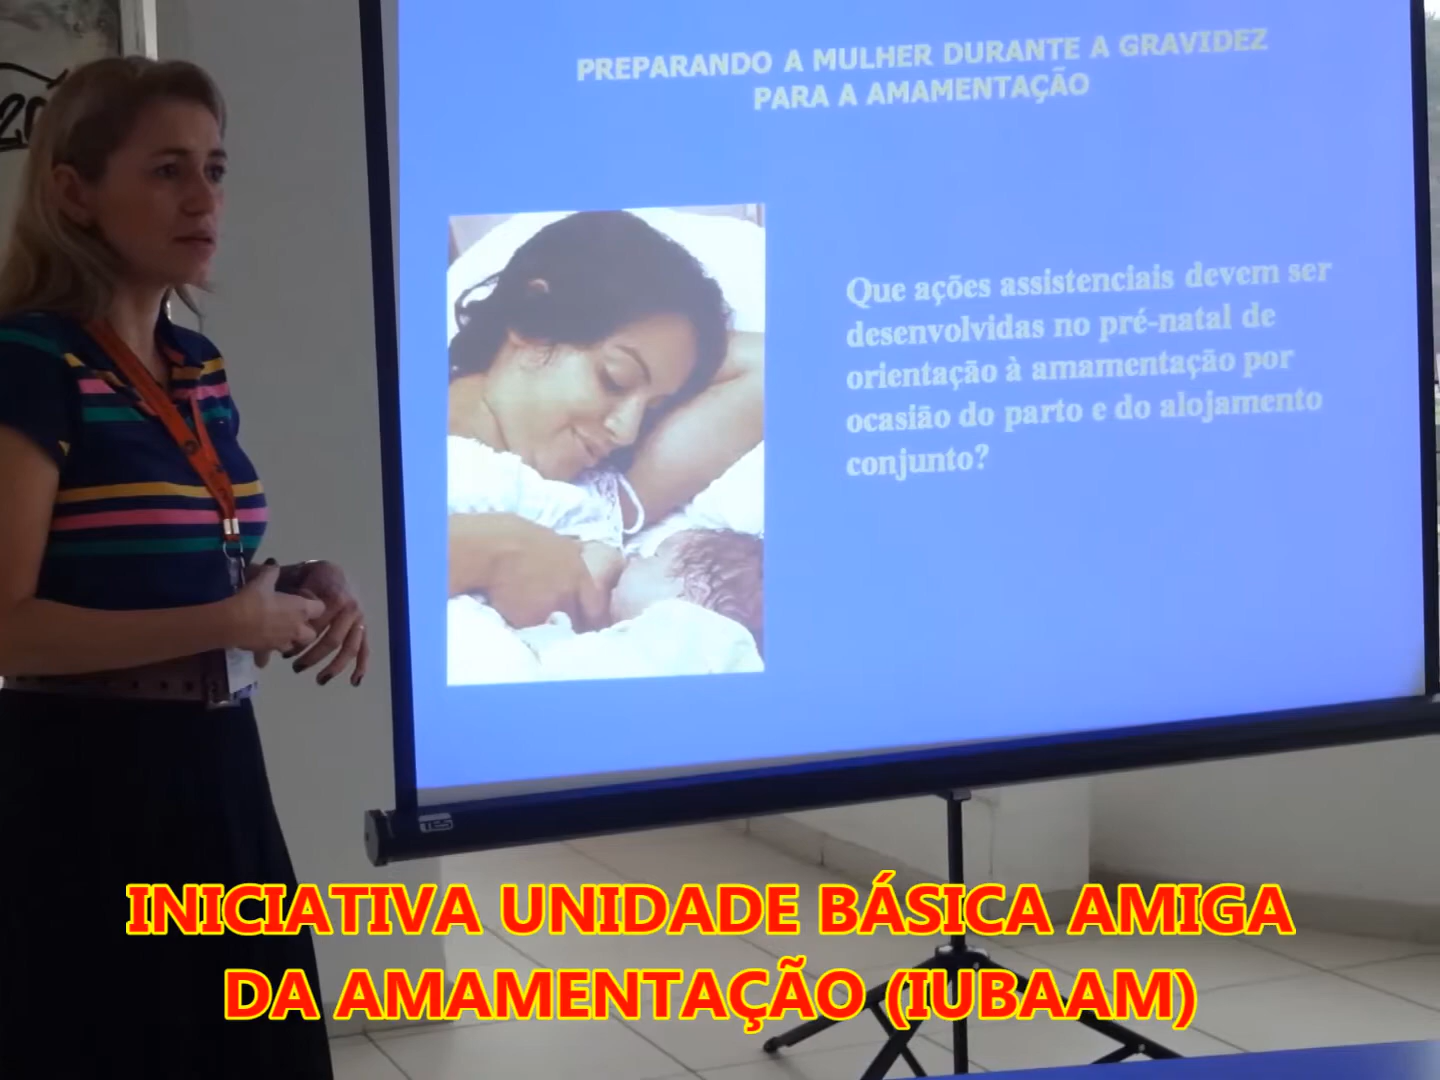 PREPARANDO A MULHER DURANTE A GRAVIDEZ
PARA A AMAMENTAÇÃO
Que ações assistenciais devem ser
desenvolvidas no pré-natal de
orientação à amamentação por
ocasião do parto e do alojamento
conjunto?
TES
INICIATIVA UNIDADE BÁSICA AMIGA
DA AMAMENTAÇÃO (IUBAAM)